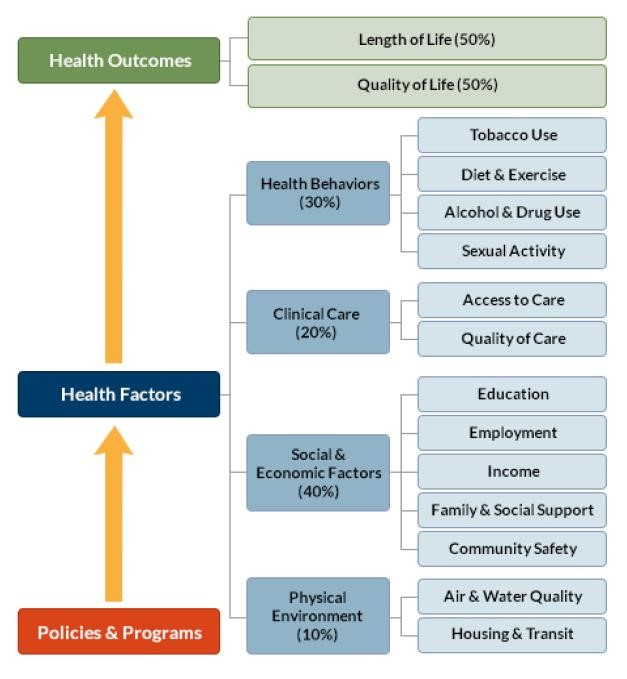 Health Outcomes
Length of Life (50%)
Quality of Life (50%)
Health Behaviors
(30%)
Tobacco Use
Diet & Exercise
Alcohol & Drug Use
Sexual Activity
Clinical Care
(20%)
Access to Care
Quality of Care
Health Factors
Social &
Economic Factors
(40%)
Education
Employment
Income
Family & Social Support
Community Safety
Physical
Environment
(10%)
Air & Water Quality
Housing & Transit
Policies & Programs